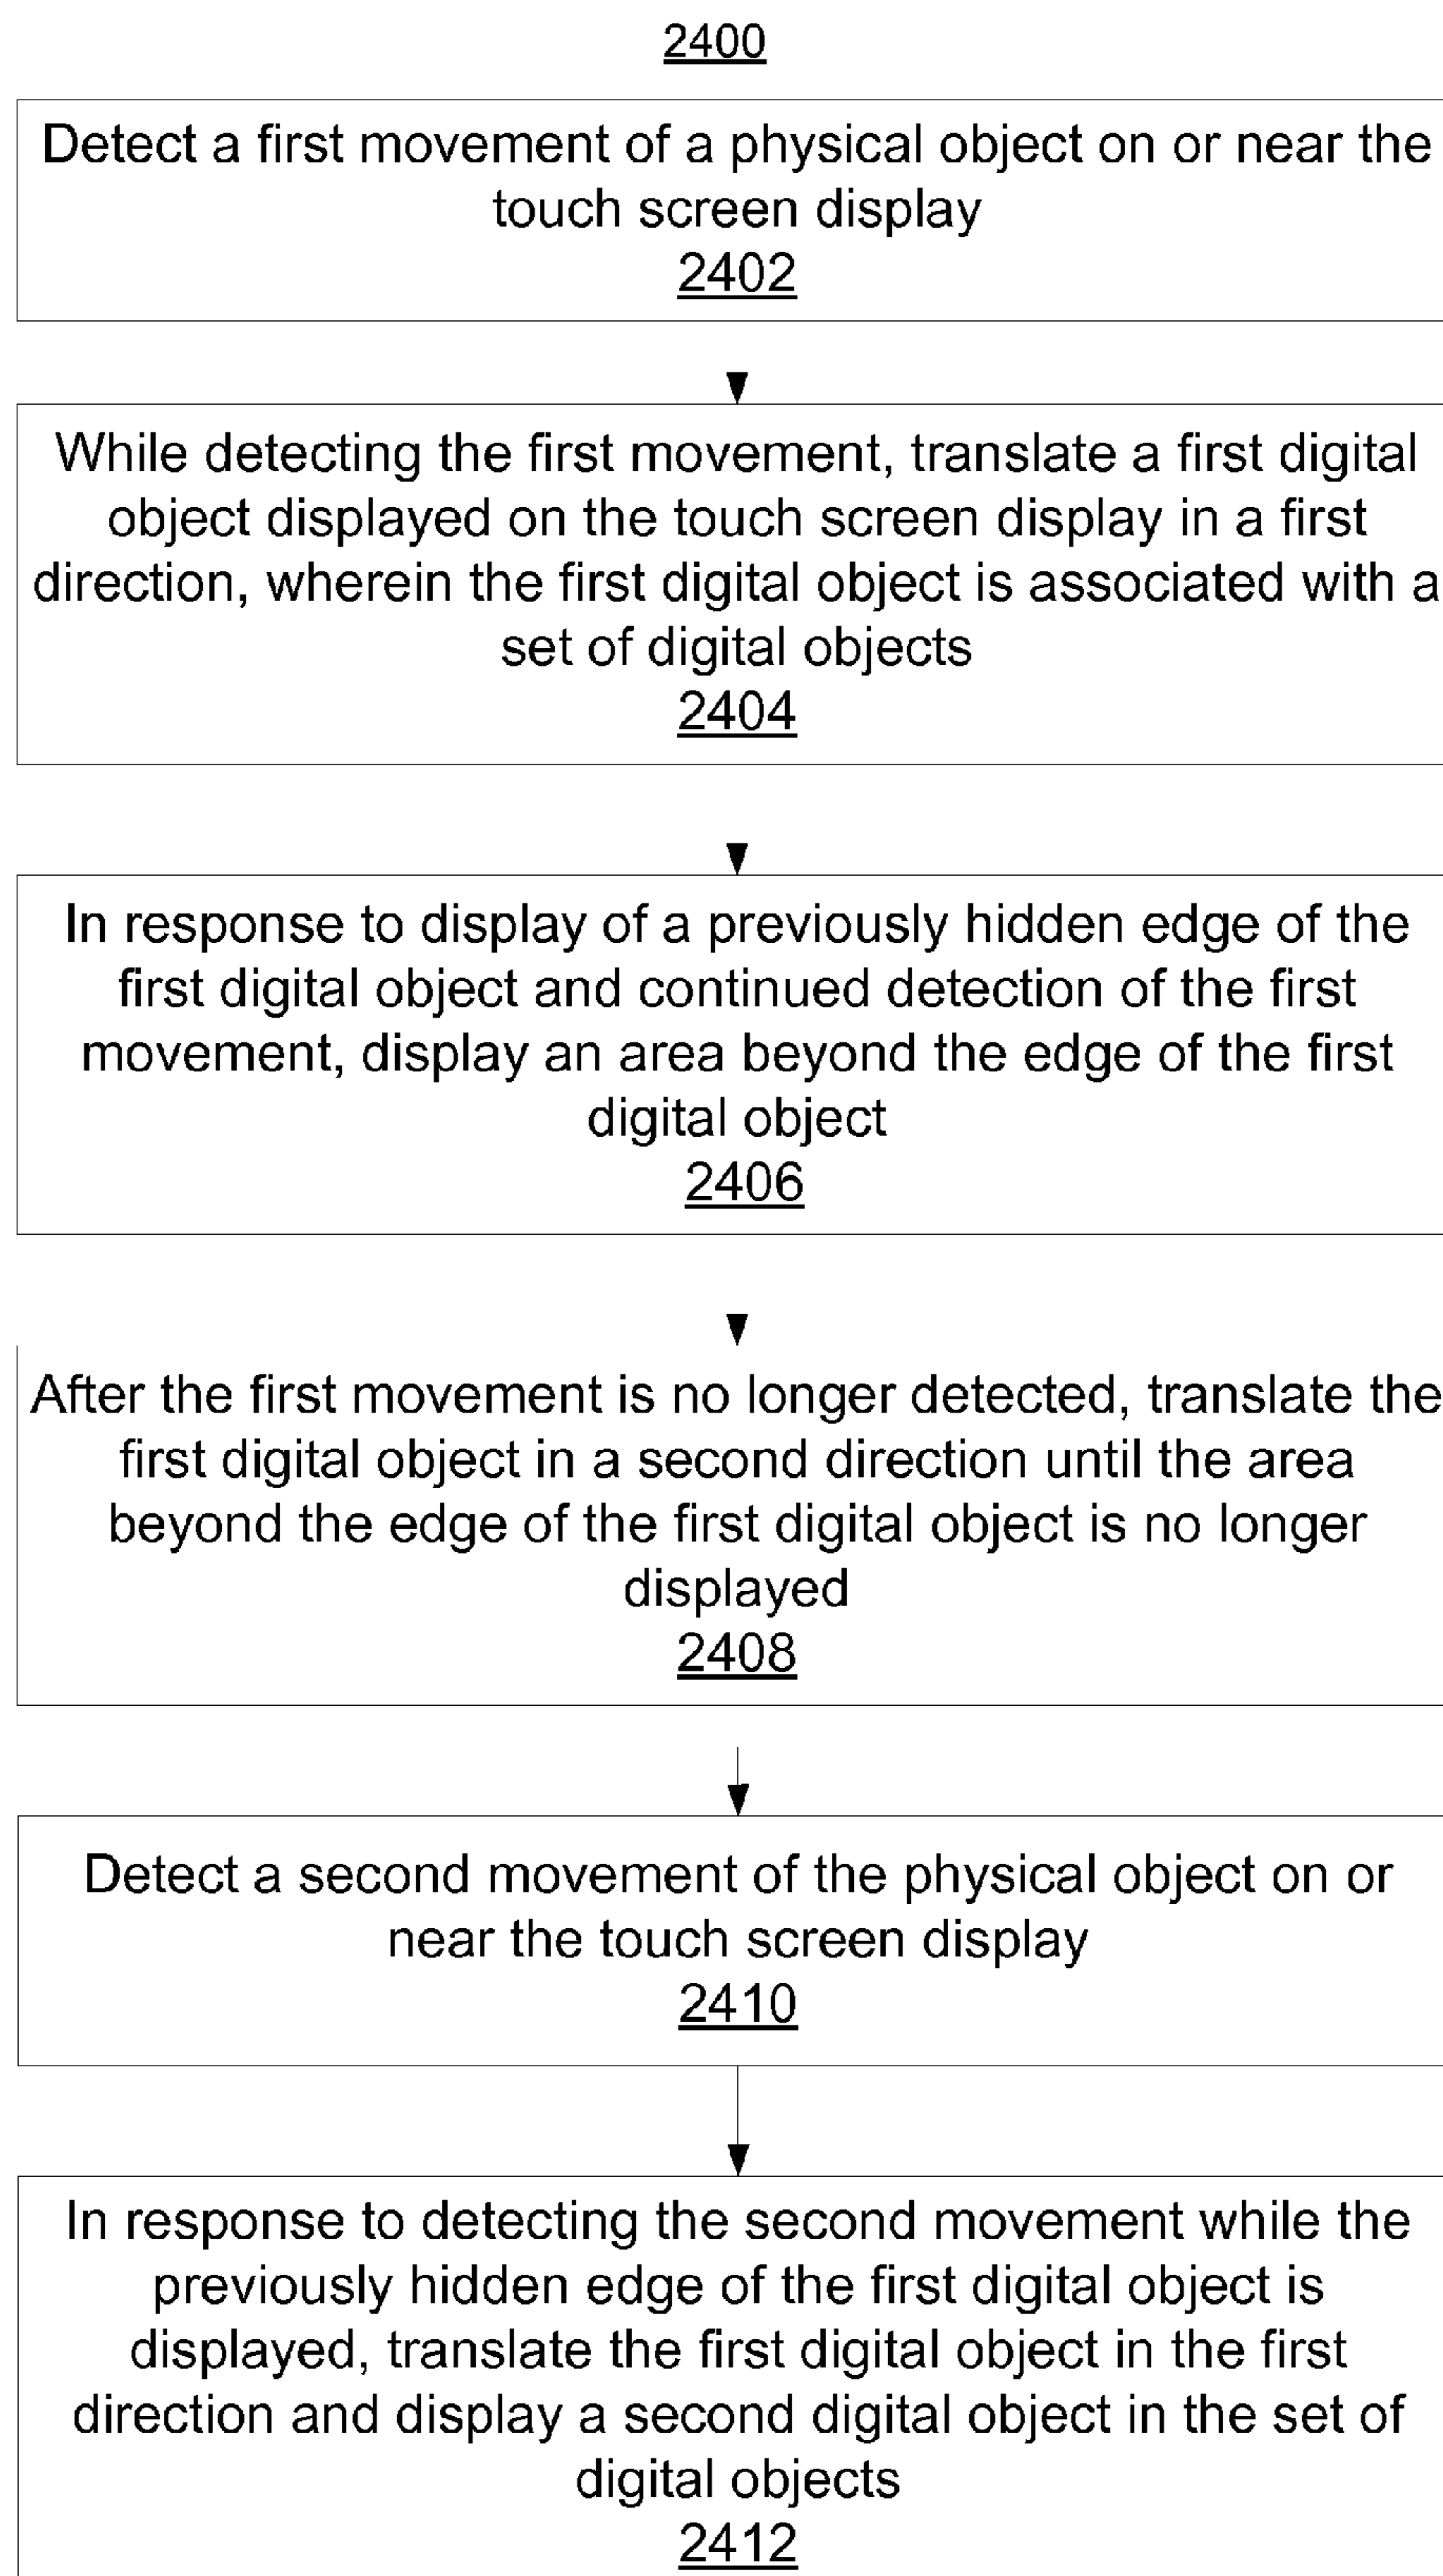 2400
Detect a first movement of a physical object on or near the
touch screen display
2402
While detecting the first movement, translate a first digital
object displayed on the touch screen display in a first
direction, wherein the first digital object is associated with a
set of digital objects
2404
In response to display of a previously hidden edge of the
first digital object and continued detection of the first
movement, display an area beyond the edge of the first
digital object
2406
After the first movement is no longer detected, translate the
first digital object in a second direction until the area
beyond the edge of the first digital object is no longer
displayed
2408
Detect a second movement of the physical object on or
near the touch screen display
2410
In response to detecting the second movement while the
previously hidden edge of the first digital object is
displayed, translate the first digital object in the first
direction and display a second digital object in the set of
digital objects
2412